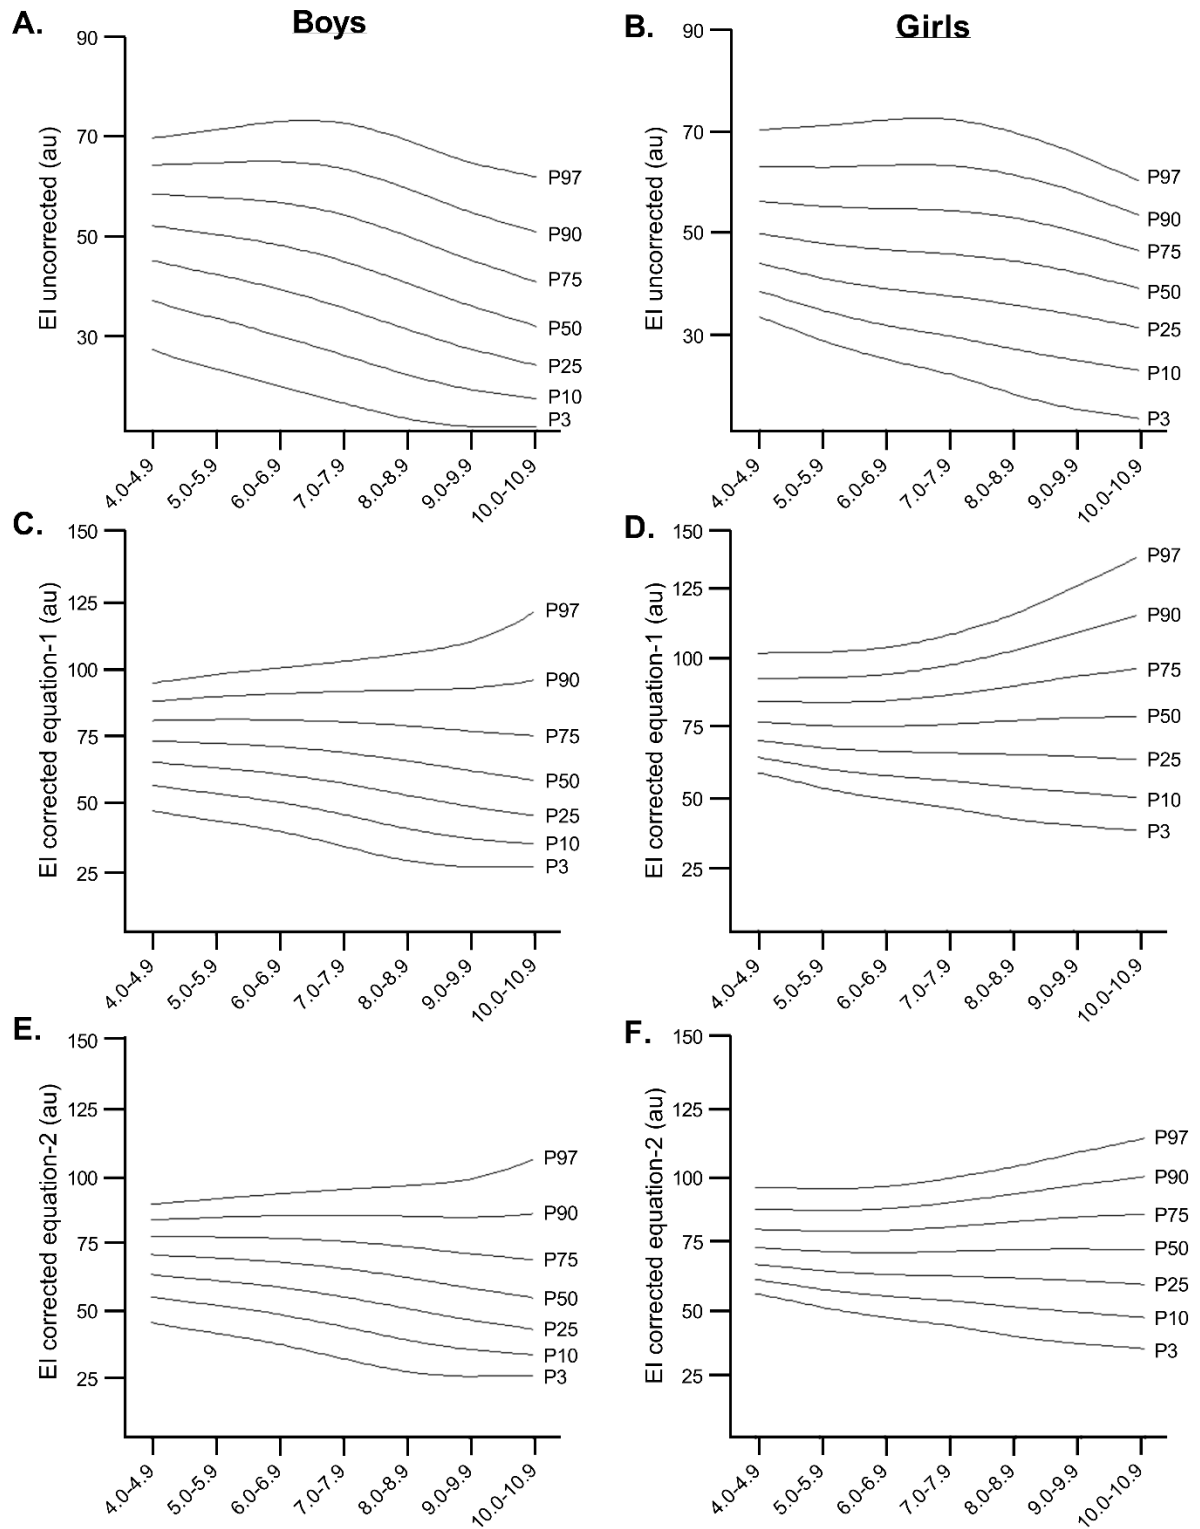 A.
Boys
B.
Girls
90
70
50
30
EI uncorrected (au)
P97
P90
P75
P50
P25
P10
P3
4.0-4.9
5.0-5.9
6.0-6.9
7.0-7.9
8.0-8.9
9.0-9.9
10.0-10.9
90
70
50
30
EI uncorrected (au)
P97
P90
P75
P50
P25
P10
P3
4.0-4.9
5.0-5.9
6.0-6.9
7.0-7.9
8.0-8.9
9.0-9.9
10.0-10.9
C.
150
125
100
75
50
25
EI corrected equation-1 (au)
P97
P90
P75
P50
P25
P10
P3
4.0-4.9
5.0-5.9
6.0-6.9
7.0-7.9
8.0-8.9
9.0-9.9
10.0-10.9
D.
150
125
100
75
50
25
EI corrected equation-1 (au)
P97
P90
P75
P50
P25
P10
P3
4.0-4.9
5.0-5.9
6.0-6.9
7.0-7.9
8.0-8.9
9.0-9.9
10.0-10.9
E.
150
125
100
75
50
25
EI corrected equation-2 (au)
P97
P90
P75
P50
P25
P10
P3
4.0-4.9
5.0-5.9
6.0-6.9
7.0-7.9
8.0-8.9
9.0-9.9
10.0-10.9
F.
150
125
100
75
50
25
EI corrected equation-2 (au)
P97
P90
P75
P50
P25
P10
P3
4.0-4.9
5.0-5.9
6.0-6.9
7.0-7.9
8.0-8.9
9.0-9.9
10.0-10.9